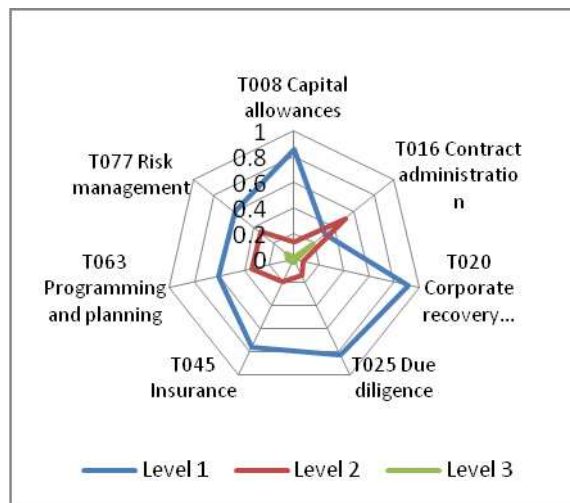 T008 Capital
allowances
T016 Contract
administratio
n
T020
Corporate
recovery...
T025 Due
diligence
T045
Insurance
T063
Programming
and planning
T077 Risk
management
1
0.8
0.6
0.4
0.2
0
Level 1
Level 2
Level 3